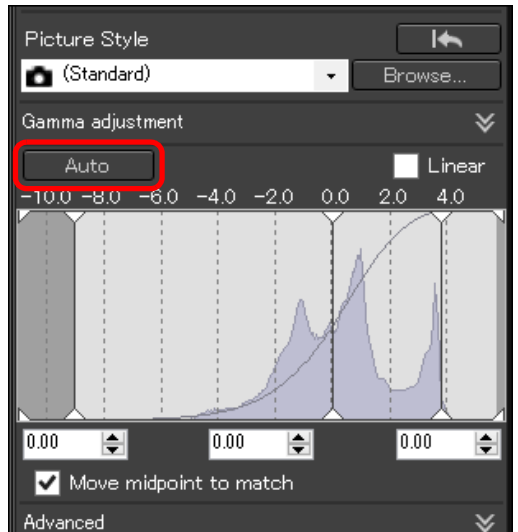 Picture Style
(Standard)
Browse...
Gamma adjustment
Auto
Linear
-10.0 -8.0 -6.0 -4.0 -2.0 0.0 2.0 4.0
0.00 0.00 0.00
Move midpoint to match
Advanced